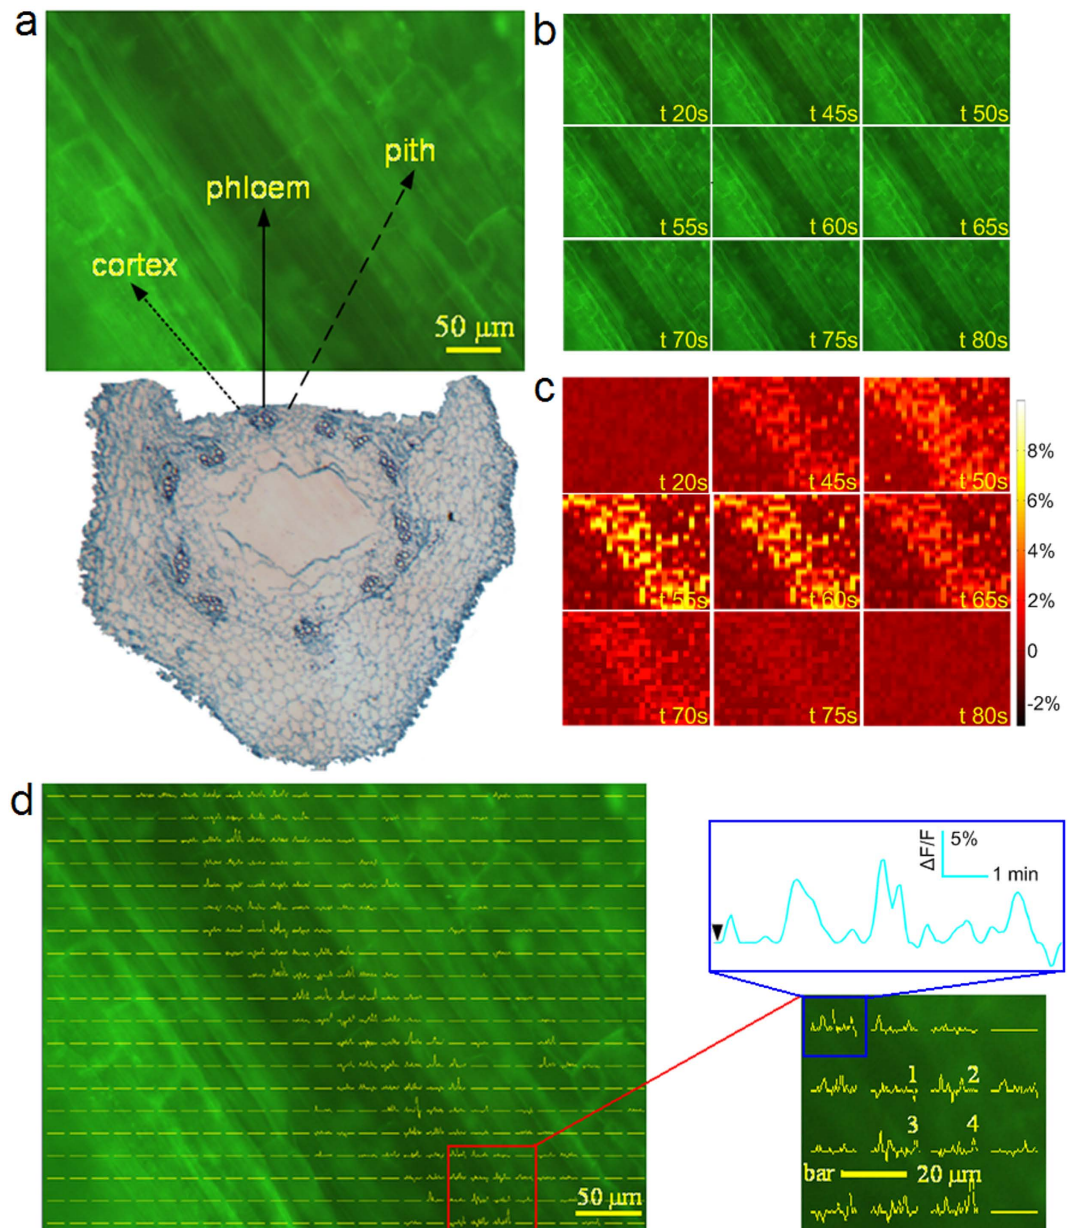 a
pith
phloem
cortex
50 μm
b
t 20s
t 45s
t 50s
t 55s
t 60s
t 65s
t 70s
t 75s
t 80s
c
t 20s
t 45s
t 50s
t 55s
t 60s
t 65s
t 70s
t 75s
t 80s
8%
6%
4%
2%
0
-2%
d
50 μm
ΔF/F
5%
1 min
1
2
3
4
bar
20 μm